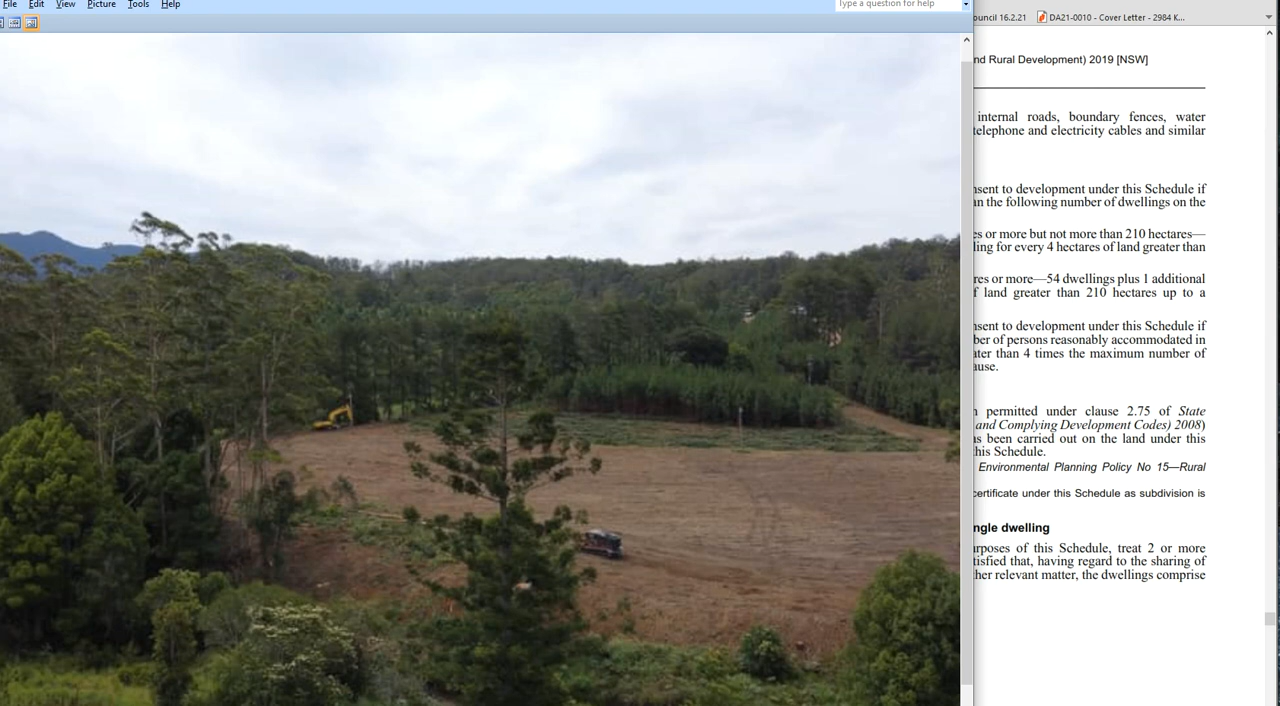 File Edit View Picture Tools Help
Type a question for help
ouncil 16.2.21
DA21-0010 - Cover Letter - 2984 K...
nd Rural Development) 2019 [NSW]
internal roads, boundary fences, water
telephone and electricity cables and similar
nsent to development under this Schedule if
an the following number of dwellings on the
es or more but not more than 210 hectares—
ling for every 4 hectares of land greater than
res or more—54 dwellings plus 1 additional
f land greater than 210 hectares up to a
nsent to development under this Schedule if
ber of persons reasonably accommodated in
ater than 4 times the maximum number of
ause.
n permitted under clause 2.75 of State
and Complying Development Codes) 2008)
as been carried out on the land under this
his Schedule.
Environmental Planning Policy No 15—Rural
certificate under this Schedule as subdivision is
ngle dwelling
urposes of this Schedule, treat 2 or more
tisfied that, having regard to the sharing of
her relevant matter, the dwellings comprise